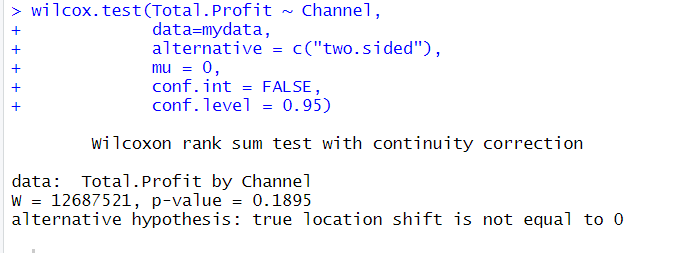 > wilcox.test(Total.Profit ~ Channel,
+             data=mydata,
+             alternative = c("two.sided"),
+             mu = 0,
+             conf.int = FALSE,
+             conf.level = 0.95)
        Wilcoxon rank sum test with continuity correction
data:  Total.Profit by Channel
W = 12687521, p-value = 0.1895
alternative hypothesis: true location shift is not equal to 0